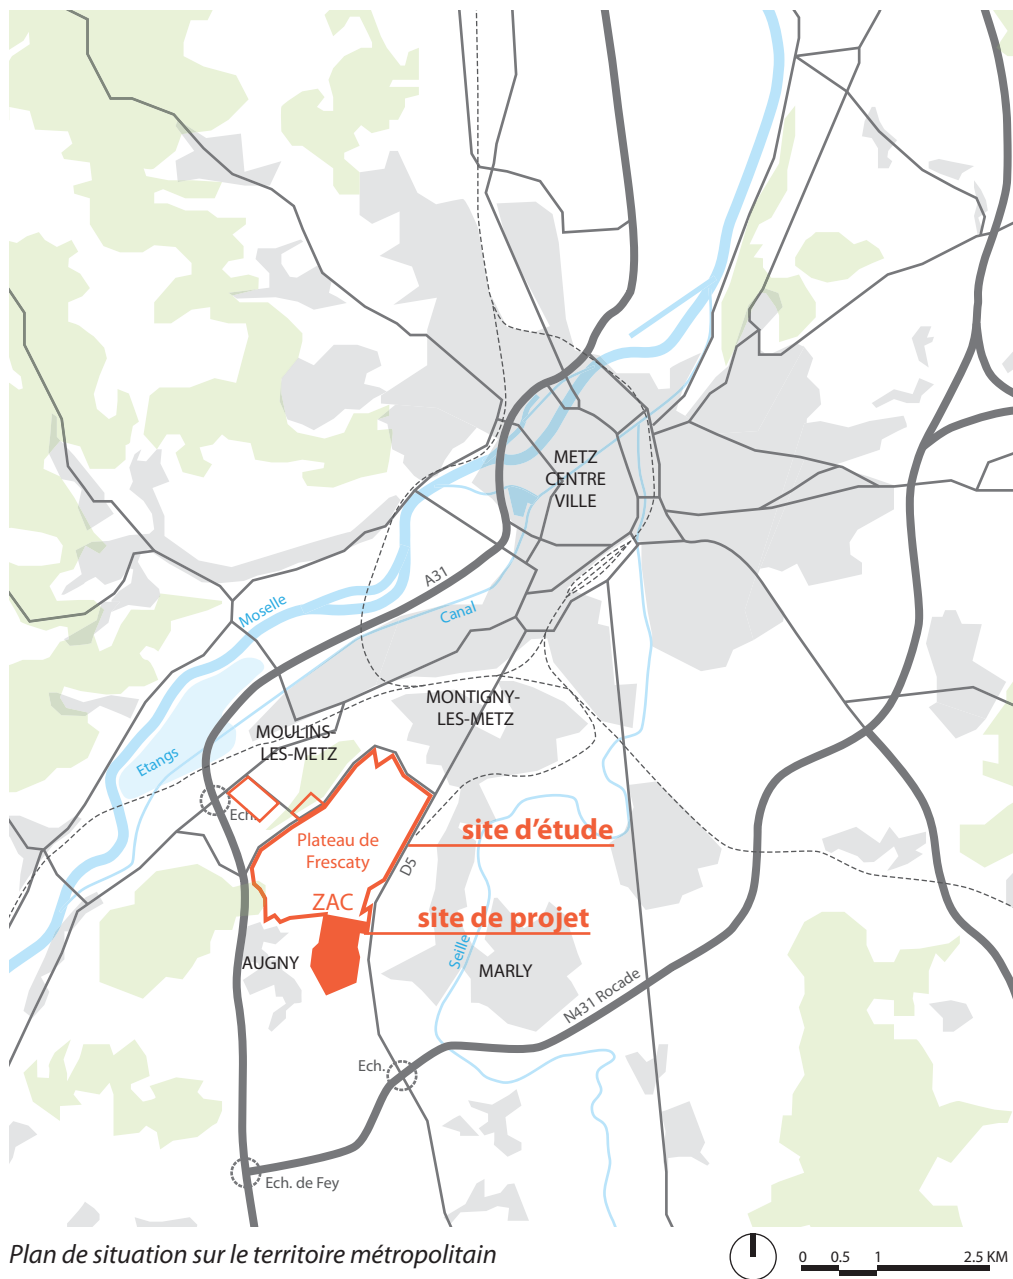 METZ
CENTRE
VILLE
A31
Moselle
Canal
MONTIGNY-
LES-METZ
MOULINS-
LES-METZ
Etangs
Ech.
Plateau de
Frescaty
site d'étude
D5
ZAC
site de projet
AUGNY
Seille
MARLY
N431 Rocade
Ech.
Ech. de Fey
Plan de situation sur le territoire métropolitain
0 0.5 1 2.5 KM